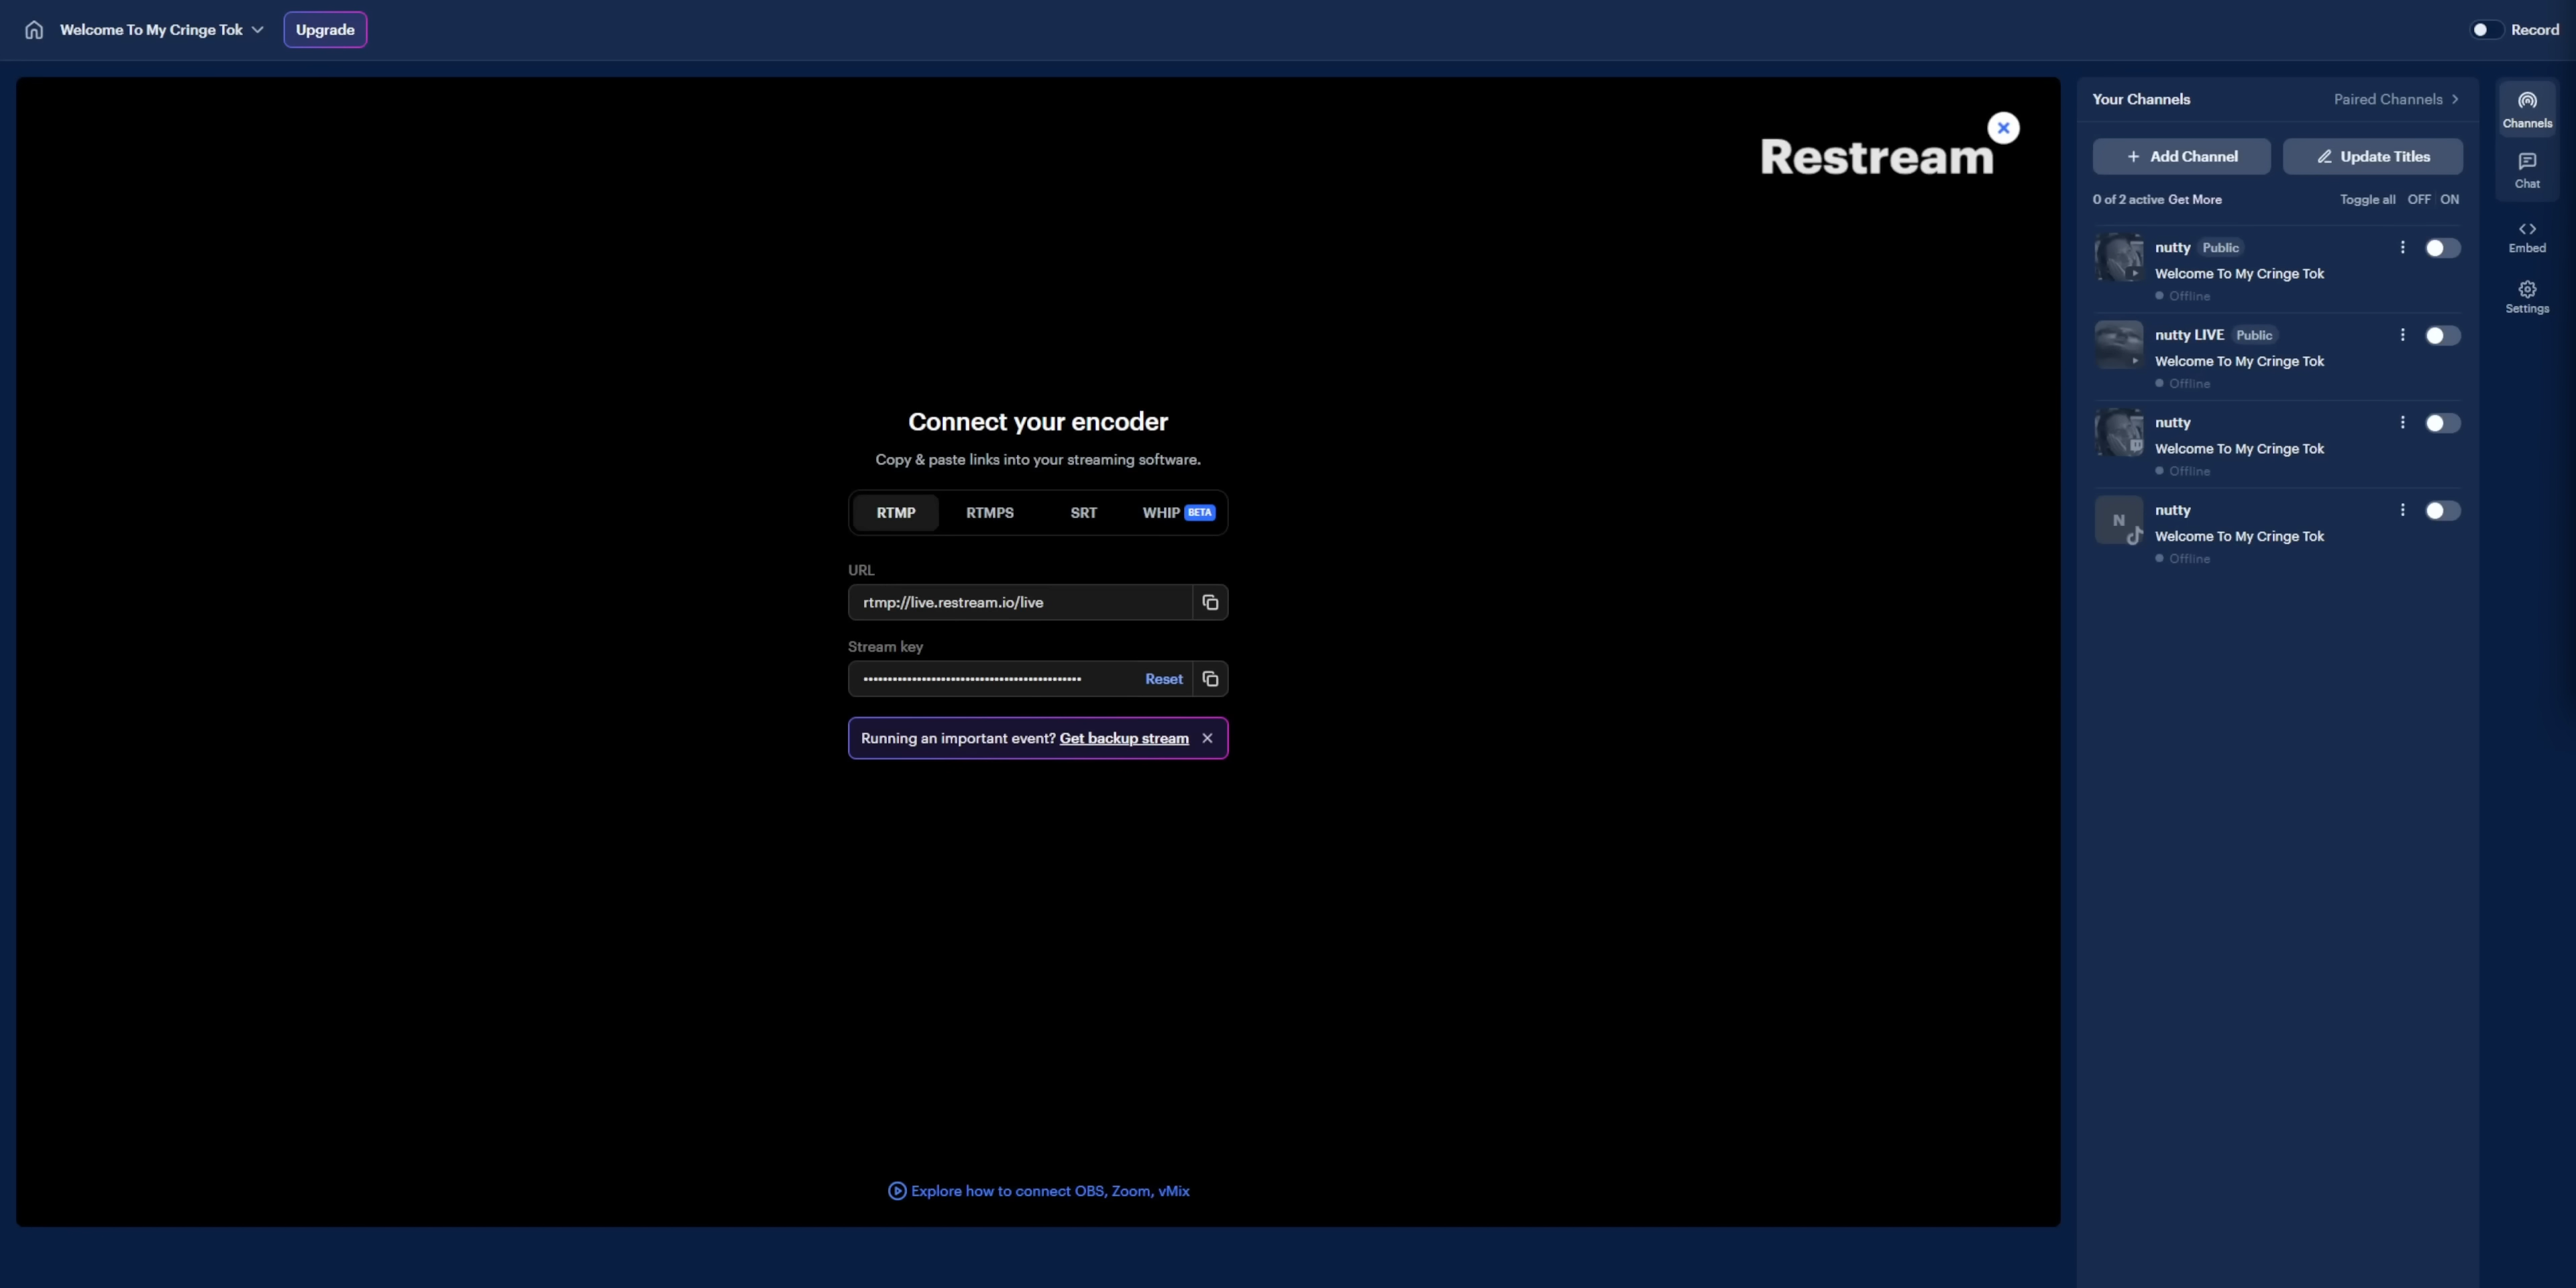 Welcome To My Cringe Tok
Upgrade
Record
Restream
Connect your encoder
Copy & paste links into your streaming software.
RTMP RTMPS SRT WHIP BETA
URL
rtmp://live.restream.io/live
Stream key
•••••••••••••••••••••••••••••••••••••••••••• Reset
Running an important event? Get backup stream
Explore how to connect OBS, Zoom, vMix
Your Channels Paired Channels
Add Channel Update Titles
0 of 2 active Get More Toggle all OFF ON
nutty Public
Welcome To My Cringe Tok
Offline
nutty LIVE Public
Welcome To My Cringe Tok
Offline
nutty
Welcome To My Cringe Tok
Offline
N
nutty
Welcome To My Cringe Tok
Offline
Channels
Chat
Embed
Settings